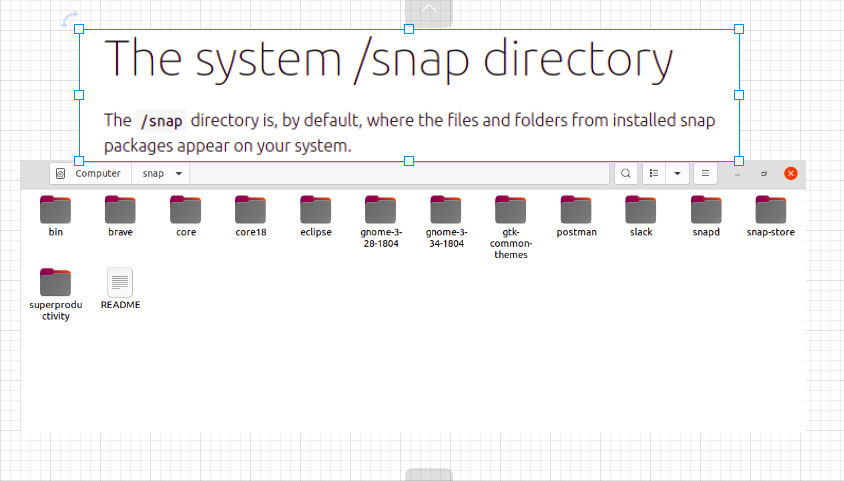 The system /snap directory
The /snap directory is, by default, where the files and folders from installed snap
packages appear on your system.
Computer snap
bin brave core core18 eclipse gnome-3-28-1804 gnome-3-34-1804 gtk-common-themes postman slack snapd snap-store
superproductivity README